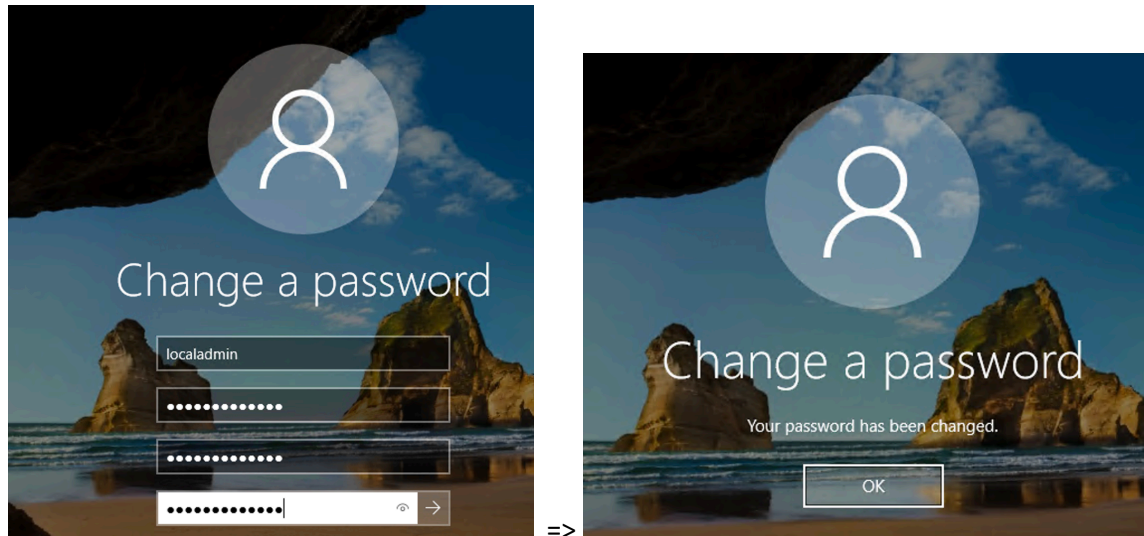 Change a password
localadmin
●●●●●●●●●●●●●
●●●●●●●●●●●●●
●●●●●●●●●●●●●
=>
Change a password
Your password has been changed.
OK